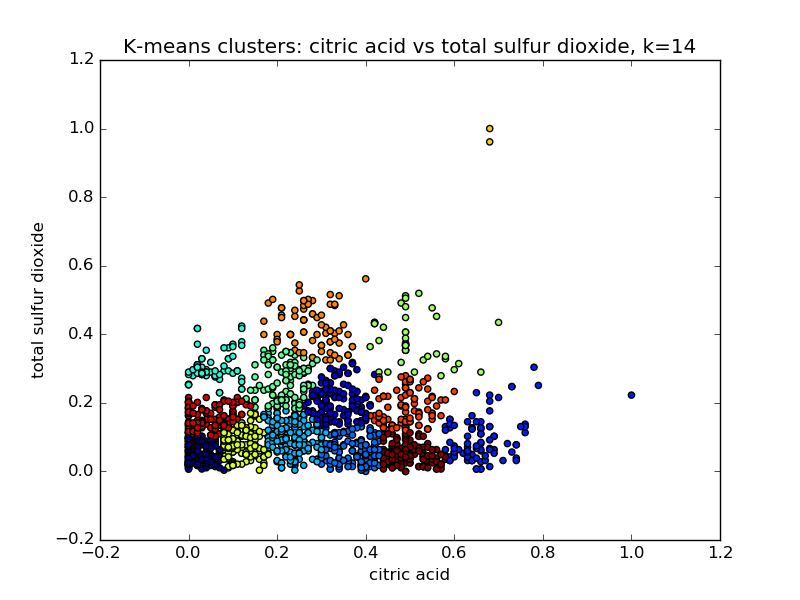 K-means clusters: citric acid vs total sulfur dioxide, k=14
1.2
1.0
0.8
0.6
0.4
0.2
0.0
−0.2
total sulfur dioxide
−0.2 0.0 0.2 0.4 0.6 0.8 1.0 1.2
citric acid